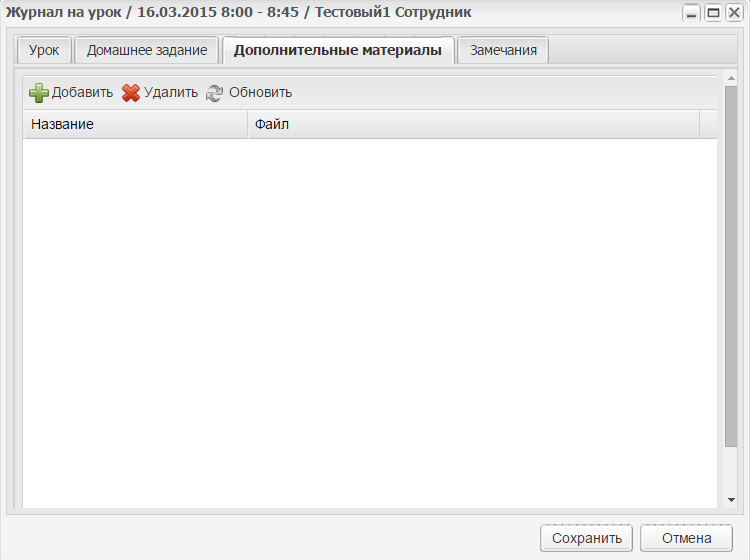 Журнал на урок / 16.03.2015 8:00 - 8:45 / Тестовый1 Сотрудник
Урок Домашнее задание Дополнительные материалы Замечания
Добавить Удалить Обновить
Название Файл
Сохранить Отмена